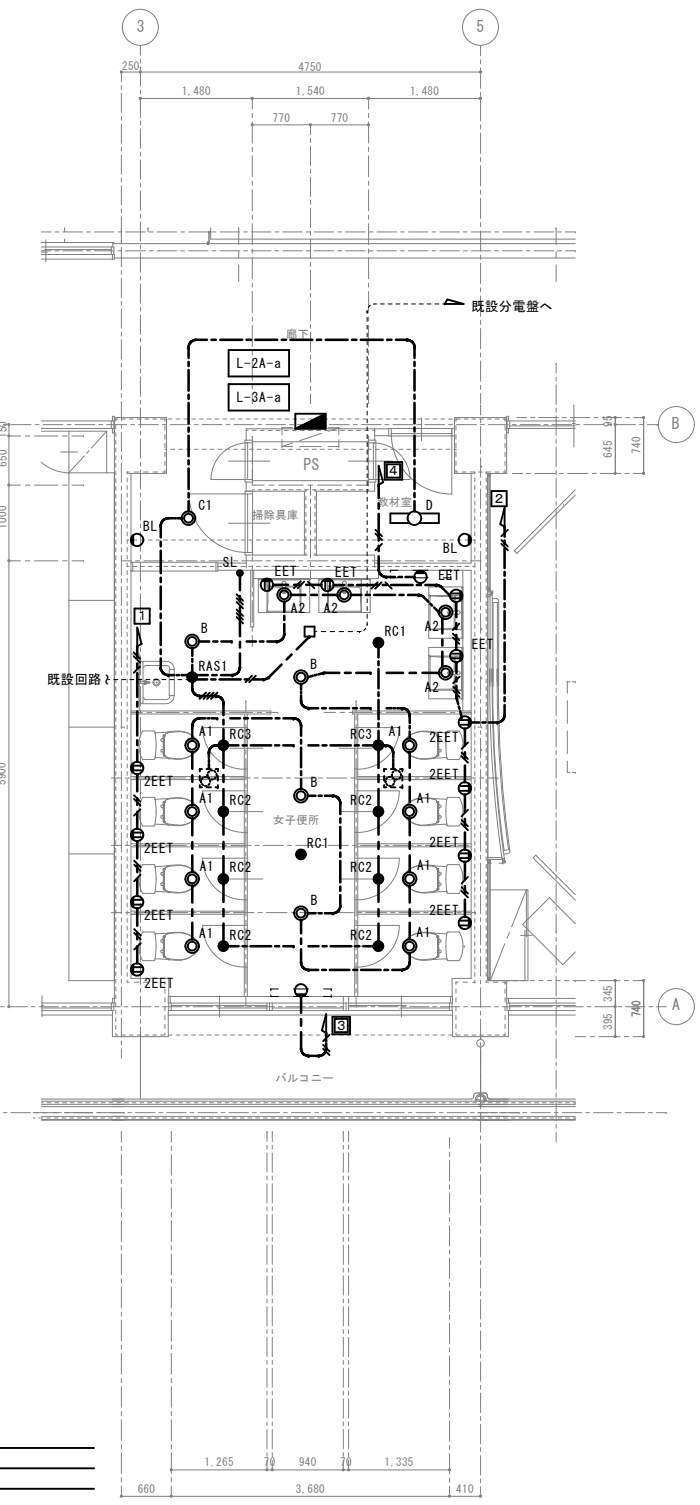 3
5
250
4750
1,480
1,540
1,480
770
770
既設分電盤へ
廊下
L-2A-a
L-3A-a
B
95
645
740
150
650
1000
PS
4
教材室
2
C1
掃除具庫
D
BL
BL
SL
EET
EET
EET
1
A2
A2
A2
B
RC1
EET
RAS1
B
既設回路
A2
A1
RC3
RC3
A1
2EET
2EET
2EET
5900
B
A1
RC2
RC2
A1
女子便所
2EET
2EET
RC1
A1
RC2
RC2
A1
2EET
2EET
A1
RC2
RC2
A1
2EET
345
395
740
A
3
バルコニー
1,265
70
940
70
1,335
660
3,680
410